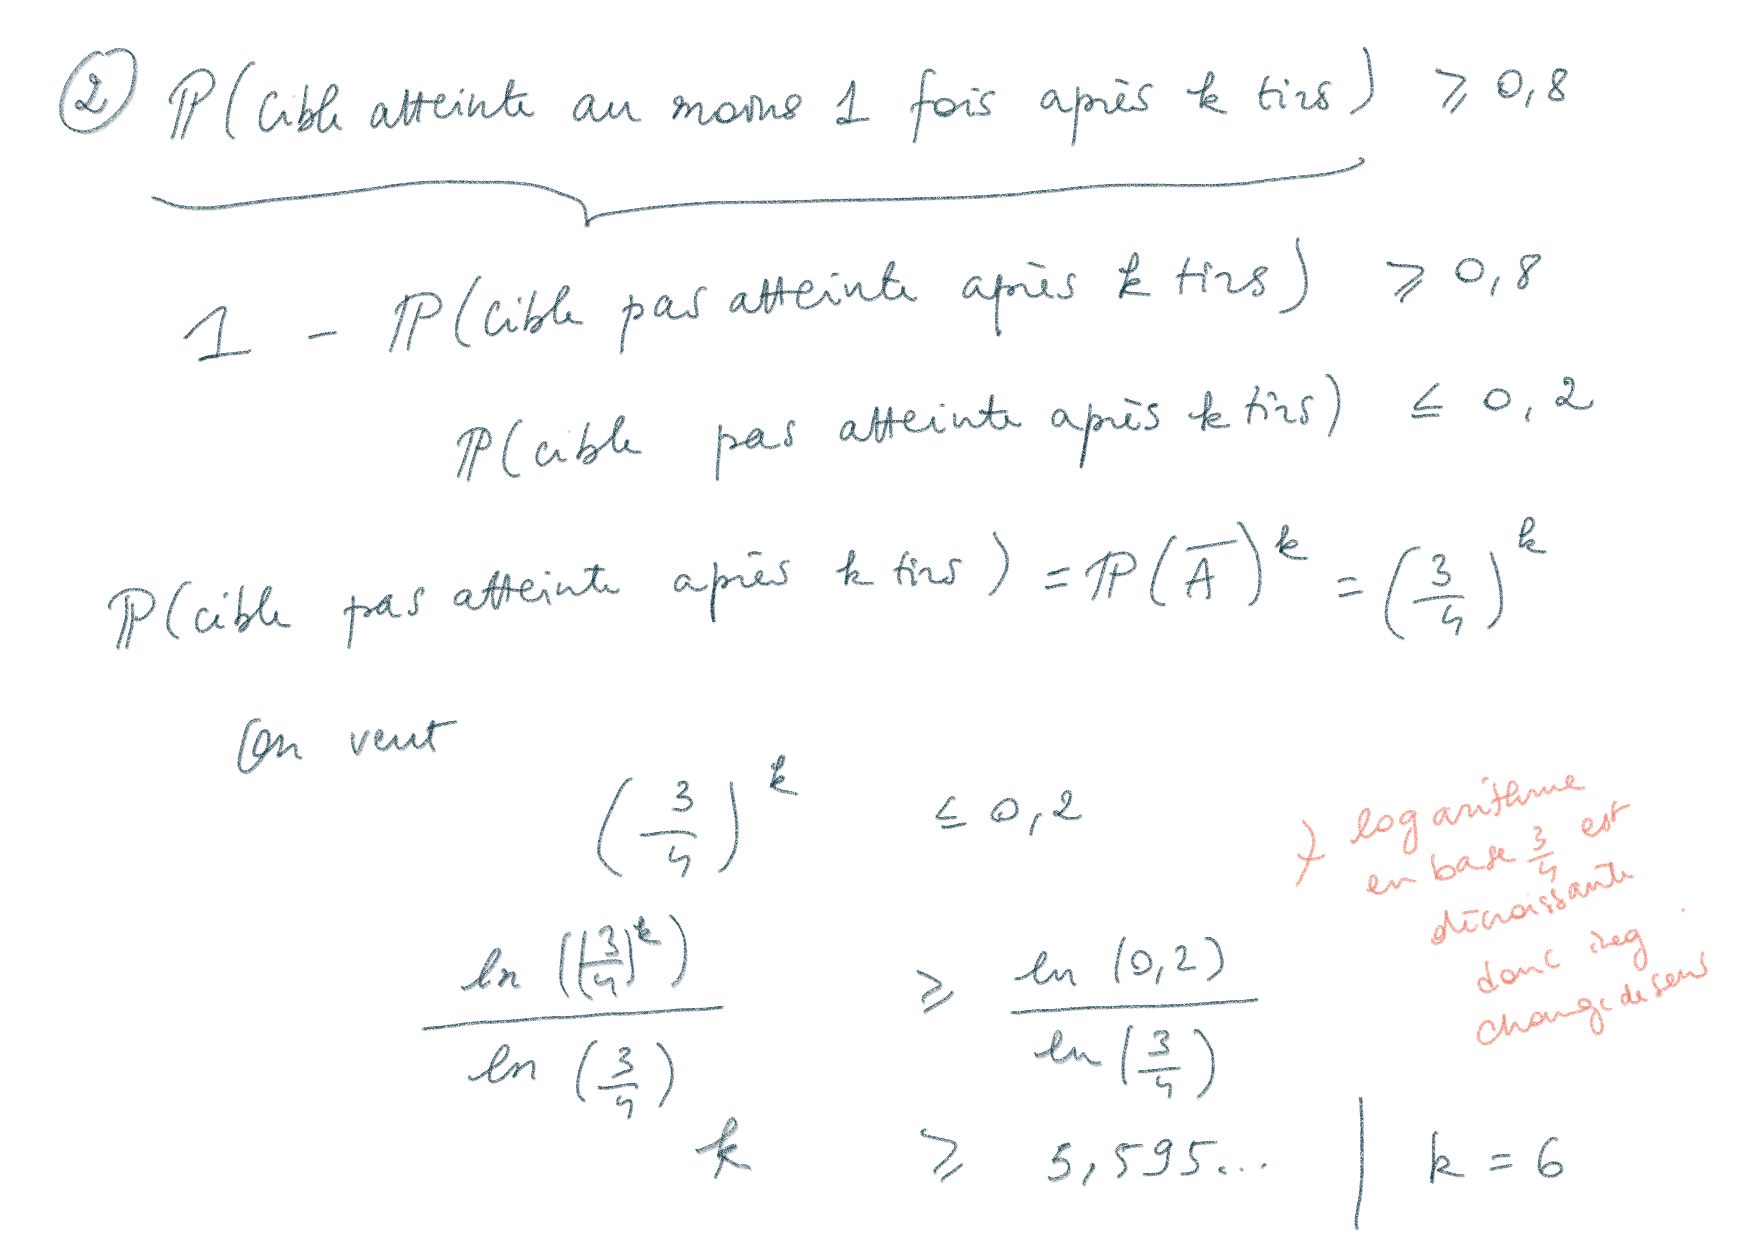 ② ℙ(cible atteinte au moins 1 fois après k tirs) ⩾ 0,8
1 - ℙ(cible pas atteinte après k tirs) ⩾ 0,8
ℙ(cible pas atteinte après k tirs) ≤ 0,2
ℙ(cible pas atteinte après k tirs) = ℙ(A̅)^k = (3/4)^k
On veut
(3/4)^k ≤ 0,2
logarithme
en base 3/4 est
décroissante
donc ineg
change de sens
ln((3/4)^k) / ln(3/4) ⩾ ln(0,2) / ln(3/4)
k ⩾ 5,595... | k = 6